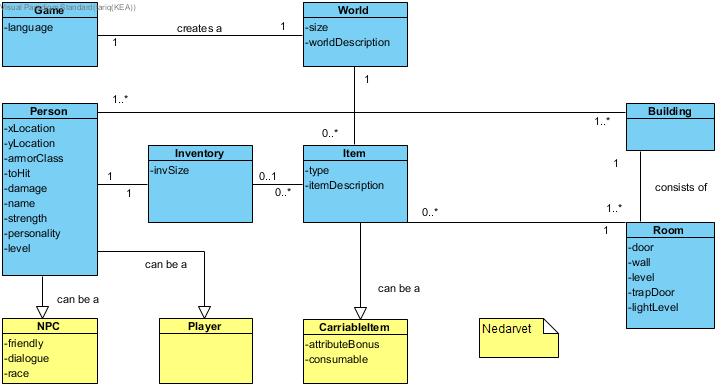 Visual Paradigm Standard(tariq(KEA))
Game
-language
1
creates a
1
World
-size
-worldDescription
1
0..*
Person
-xLocation
-yLocation
-armorClass
-toHit
-damage
-name
-strength
-personality
-level
1..*
1..*
Building
1
consists of
1..*
1
1
Inventory
-invSize
0..1
0..*
Item
-type
-itemDescription
0..*
1
Room
-door
-wall
-level
-trapDoor
-lightLevel
can be a
can be a
can be a
NPC
-friendly
-dialogue
-race
Player
CarriableItem
-attributeBonus
-consumable
Nedarvet